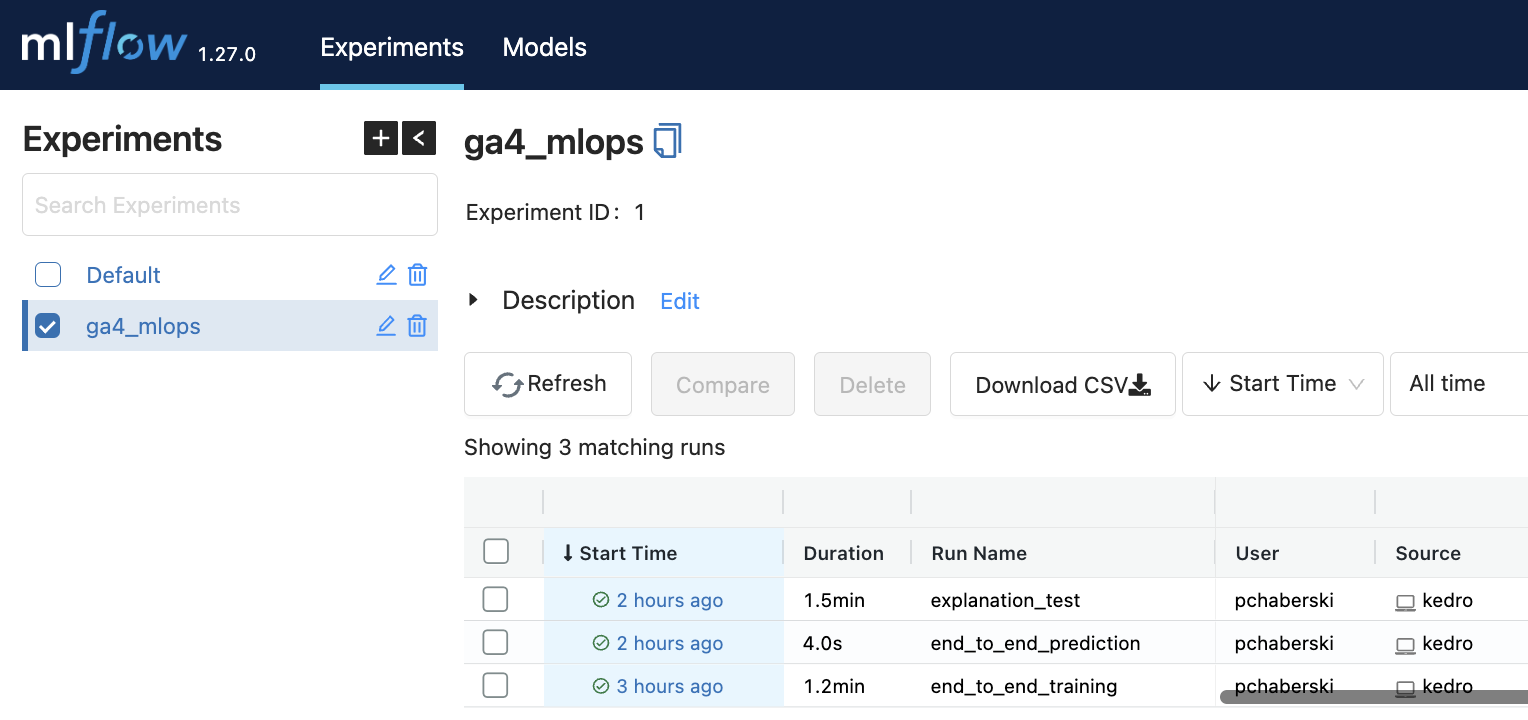 mlflow 1.27.0 Experiments Models
Experiments
Search Experiments
Default
ga4_mlops
ga4_mlops
Experiment ID: 1
Description Edit
Refresh Compare Delete Download CSV Start Time All time
Showing 3 matching runs
Start Time Duration Run Name User Source
2 hours ago 1.5min explanation_test pchaberski kedro
2 hours ago 4.0s end_to_end_prediction pchaberski kedro
3 hours ago 1.2min end_to_end_training pchaberski kedro